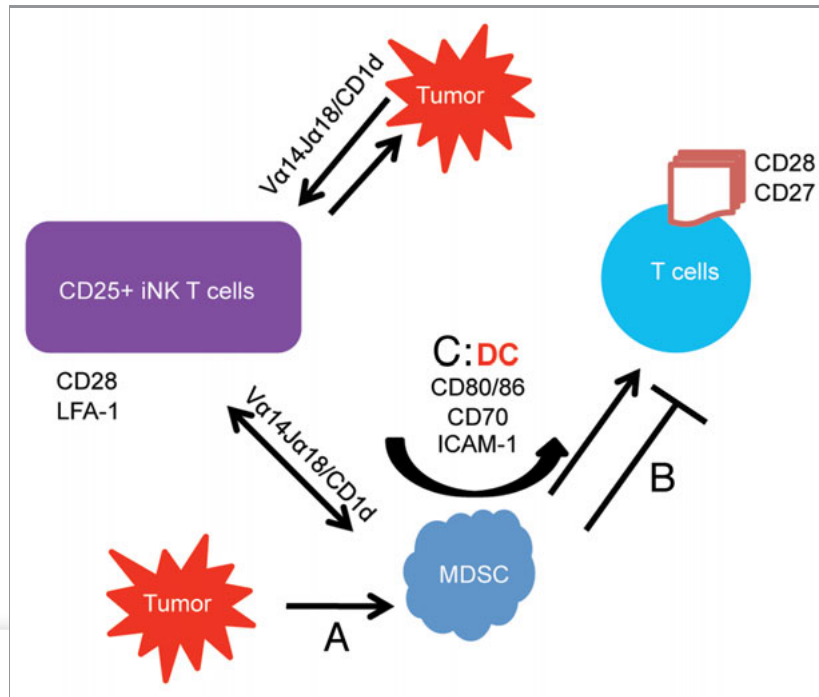 Tumor
Vα14Jα18/CD1d
CD28
CD27
T cells
CD25+ iNK T cells
CD28
LFA-1
C:DC
CD80/86
CD70
ICAM-1
Vα14Jα18/CD1d
B
MDSC
Tumor
A